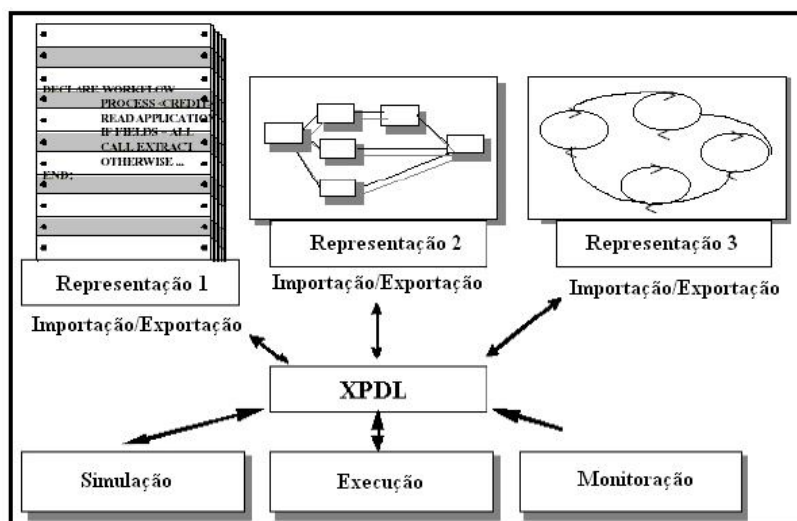 DECLARE WORKFLOW
PROCESS <CREDIT
READ APPLICATION
IF FIELDS = ALL
CALL EXTRACT
OTHERWISE ...
END;
Representação 1
Representação 2
Representação 3
Importação/Exportação
Importação/Exportação
Importação/Exportação
XPDL
Simulação
Execução
Monitoração